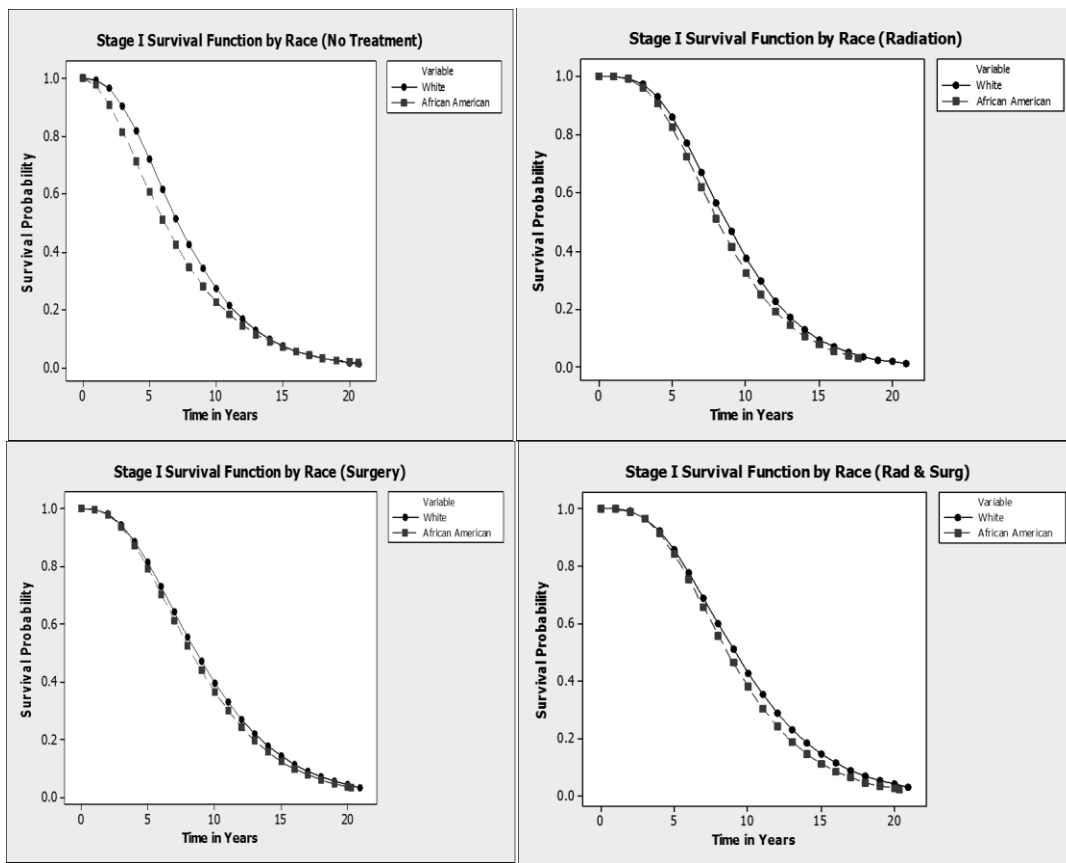 Stage I Survival Function by Race (No Treatment)
Variable
White
African American
Survival Probability
1.0
0.8
0.6
0.4
0.2
0.0
0 5 10 15 20
Time in Years
Stage I Survival Function by Race (Radiation)
Variable
White
African American
Survival Probability
1.0
0.8
0.6
0.4
0.2
0.0
0 5 10 15 20
Time in Years
Stage I Survival Function by Race (Surgery)
Variable
White
African American
Survival Probability
1.0
0.8
0.6
0.4
0.2
0.0
0 5 10 15 20
Time in Years
Stage I Survival Function by Race (Rad & Surg)
Variable
White
African American
Survival Probability
1.0
0.8
0.6
0.4
0.2
0.0
0 5 10 15 20
Time in Years